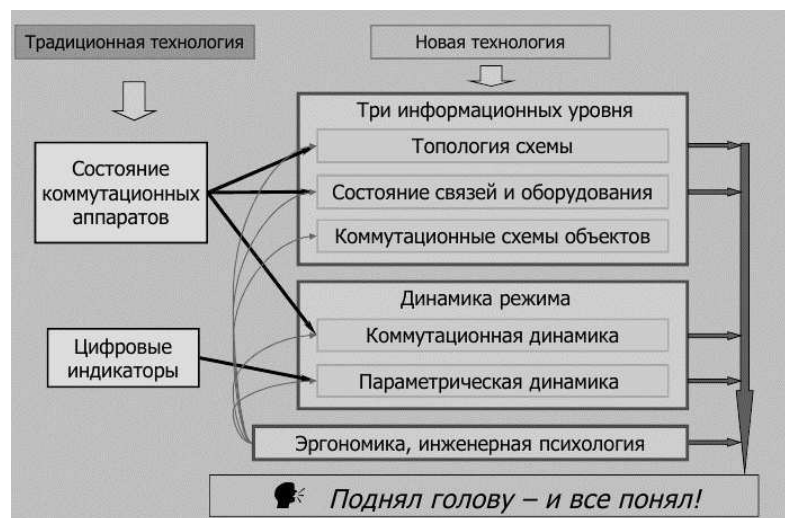 Традиционная технология
Новая технология
Три информационных уровня
Топология схемы
Состояние
коммутационных
аппаратов
Состояние связей и оборудования
Коммутационные схемы объектов
Динамика режима
Коммутационная динамика
Цифровые
индикаторы
Параметрическая динамика
Эргономика, инженерная психология
Поднял голову – и все понял!